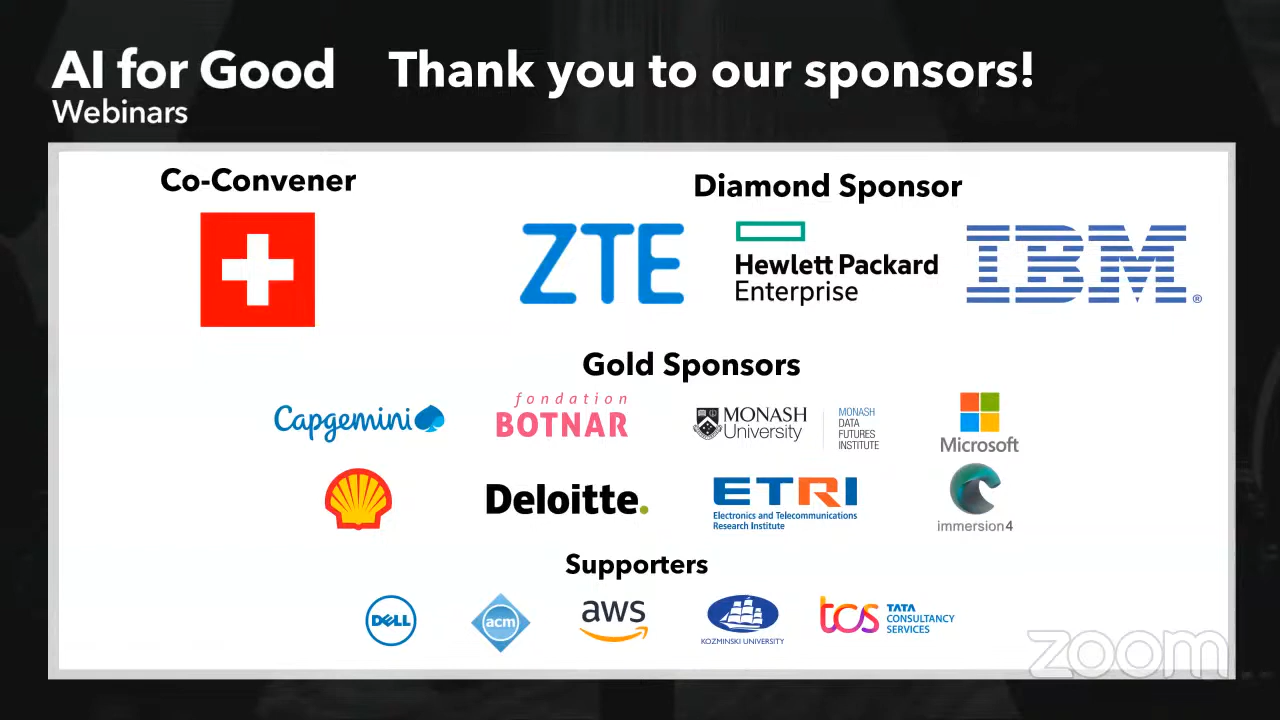 AI for Good
Webinars
Thank you to our sponsors!
Co-Convener
Diamond Sponsor
ZTE
Hewlett Packard
Enterprise
IBM®
Gold Sponsors
Capgemini
fondation
BOTNAR
MONASH
University
MONASH
DATA
FUTURES
INSTITUTE
Microsoft
Deloitte.
ETRI
Electronics and Telecommunications
Research Institute
immersion4
Supporters
DELL
acm
aws
KOZMINSKI UNIVERSITY
tcs
TATA
CONSULTANCY
SERVICES
zoom